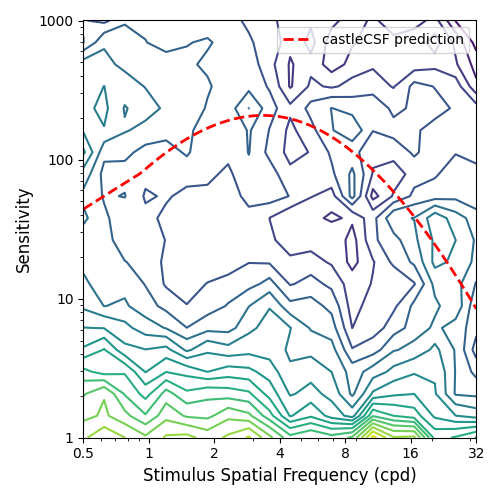 1000
castleCSF prediction
100
10
1
Sensitivity
0.5 1 2 4 8 16 32
Stimulus Spatial Frequency (cpd)